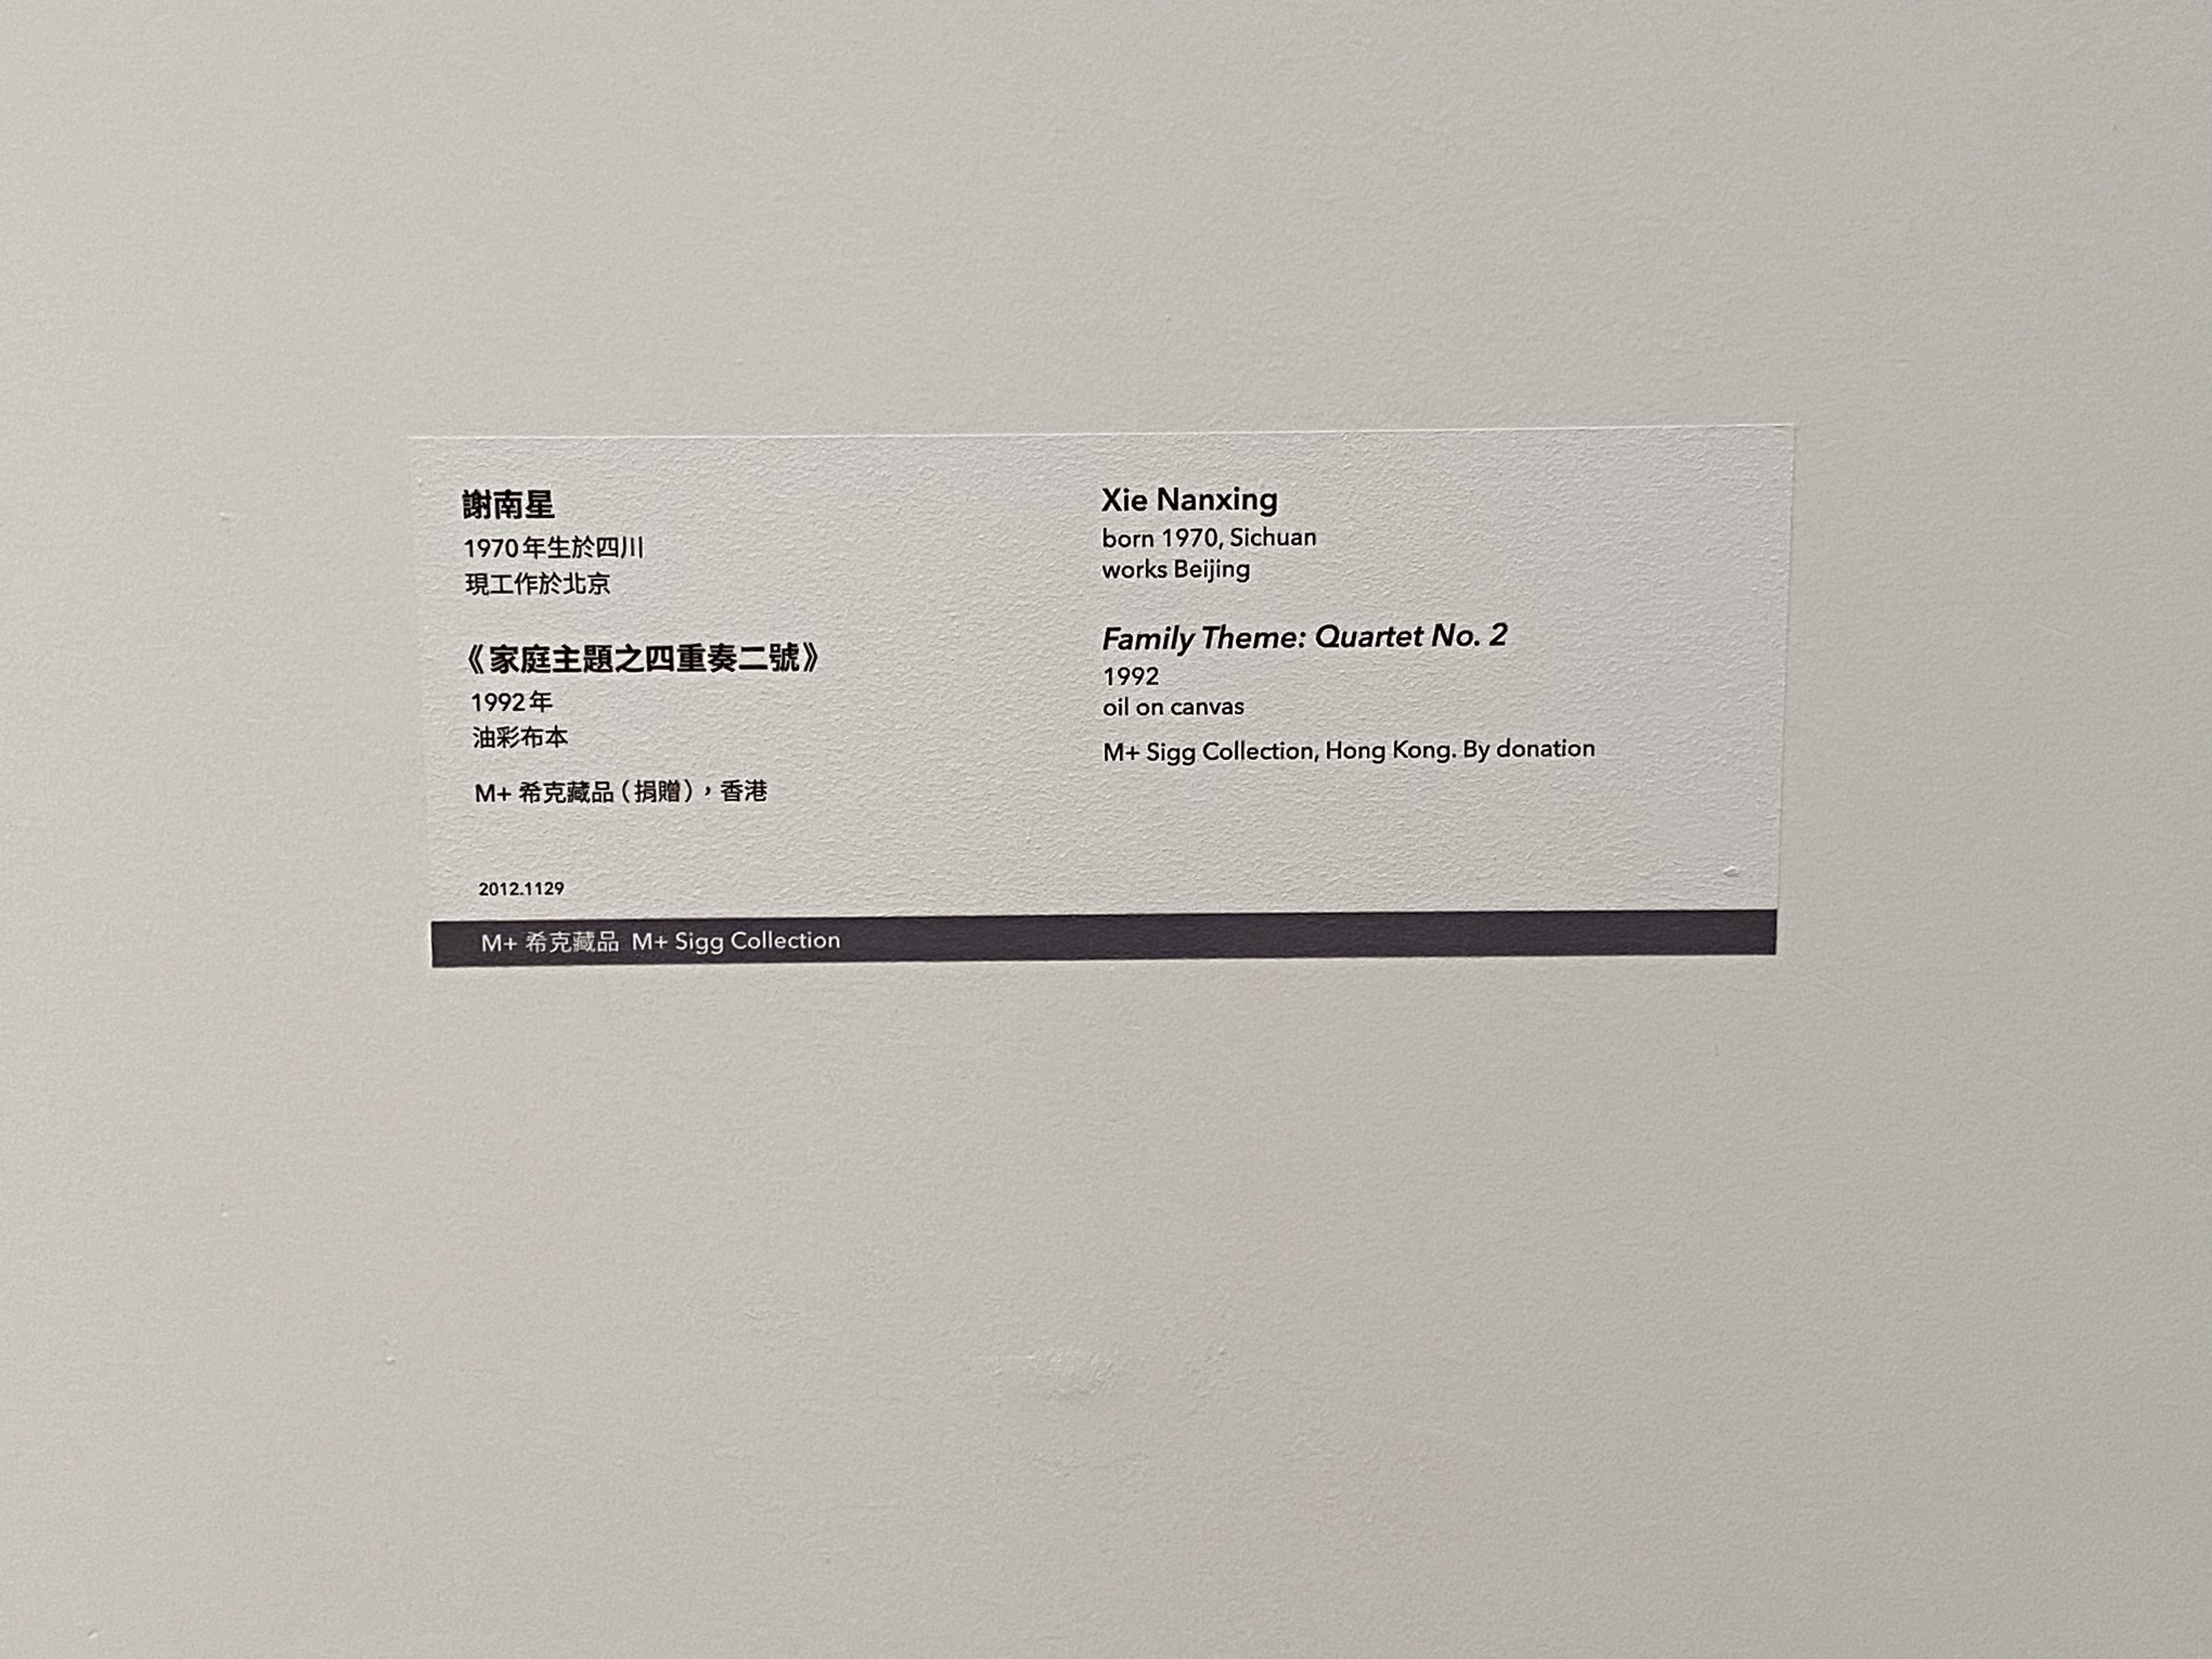 謝南星
1970年生於四川
現工作於北京
《家庭主題之四重奏二號》
1992年
油彩布本
M+ 希克藏品（捐贈），香港
2012.1129
Xie Nanxing
born 1970, Sichuan
works Beijing
Family Theme: Quartet No. 2
1992
oil on canvas
M+ Sigg Collection, Hong Kong. By donation
M+ 希克藏品 M+ Sigg Collection